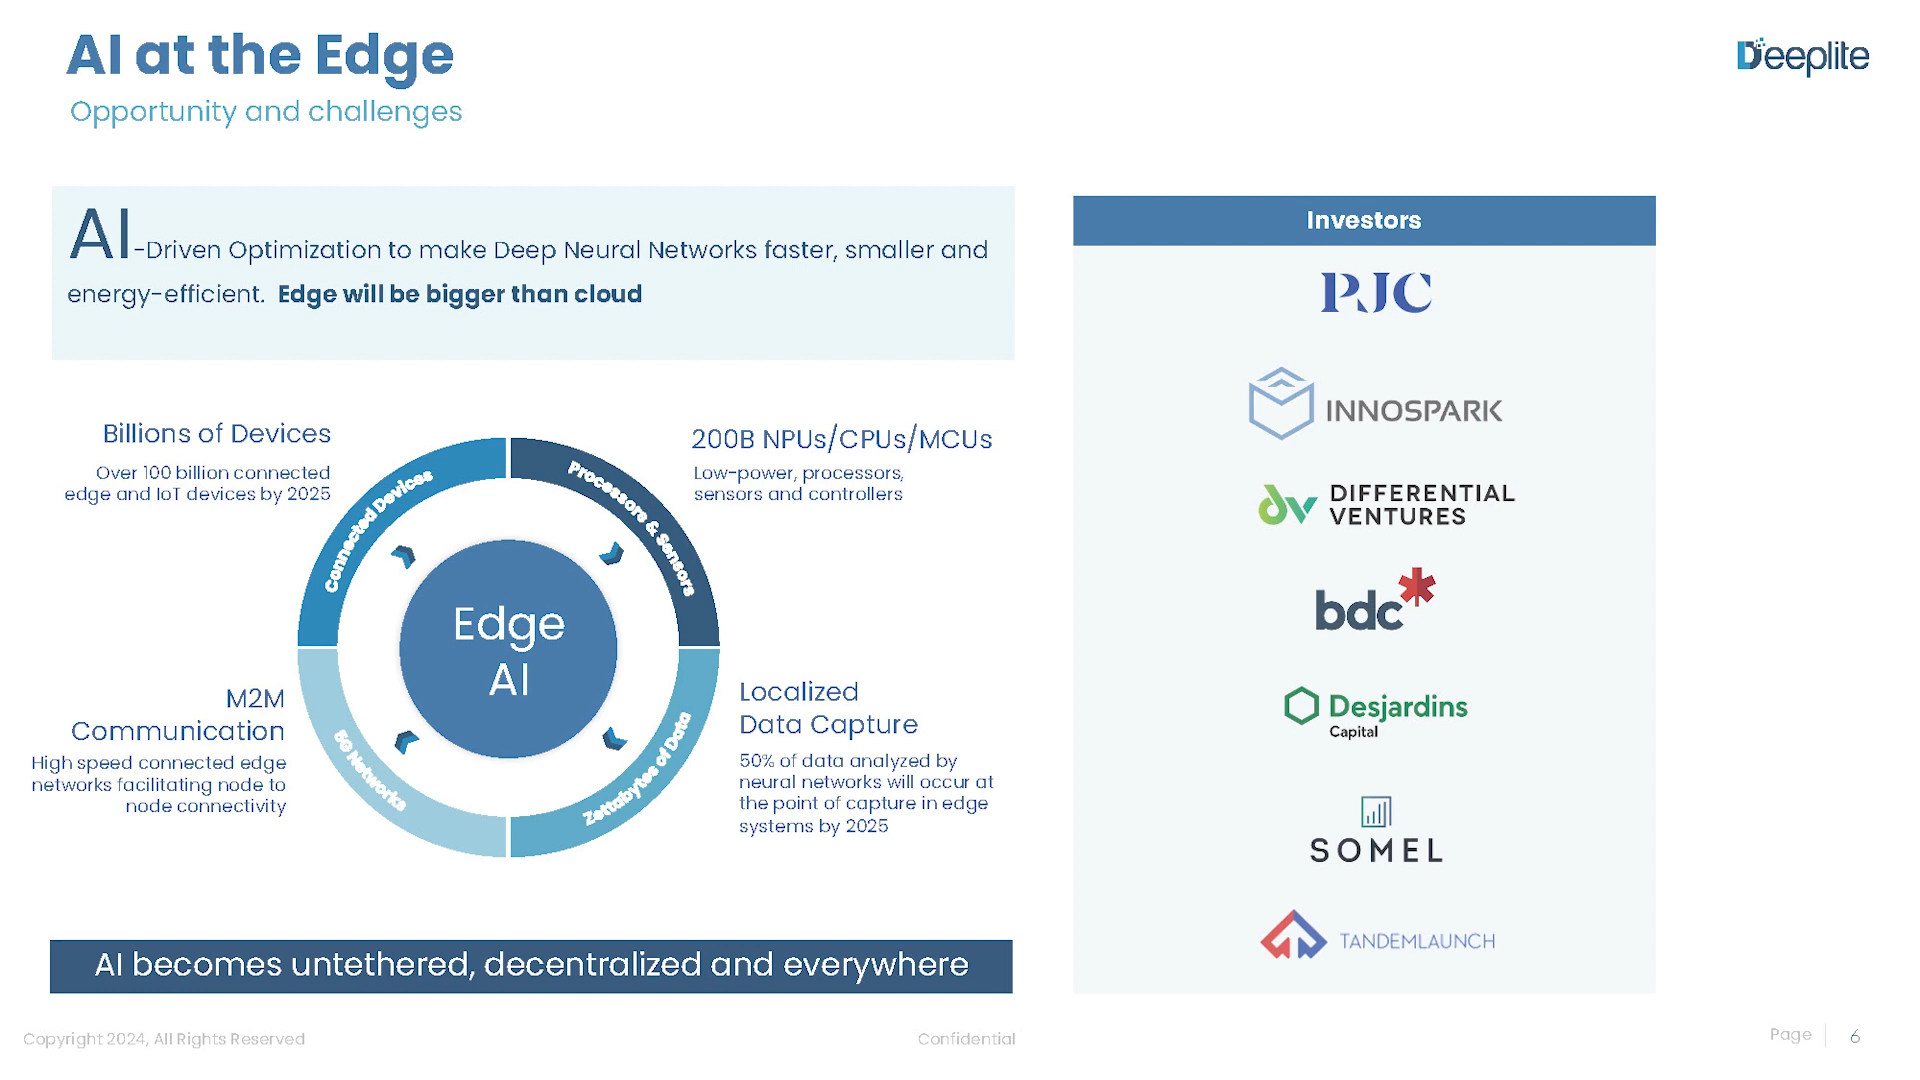 AI at the Edge
Opportunity and challenges
Deeplite
AI-Driven Optimization to make Deep Neural Networks faster, smaller and
energy-efficient. Edge will be bigger than cloud
Billions of Devices
Over 100 billion connected
edge and IoT devices by 2025
200B NPUs/CPUs/MCUs
Low-power, processors,
sensors and controllers
Connected Devices
Processors & Sensors
Edge
AI
M2M
Communication
High speed connected edge
networks facilitating node to
node connectivity
5G Networks
Zettabytes of Data
Localized
Data Capture
50% of data analyzed by
neural networks will occur at
the point of capture in edge
systems by 2025
AI becomes untethered, decentralized and everywhere
Investors
PJC
INNOSPARK
dv DIFFERENTIAL
VENTURES
bdc
Desjardins
Capital
SOMEL
TANDEMLAUNCH
Copyright 2024, All Rights Reserved
Confidential
Page 6